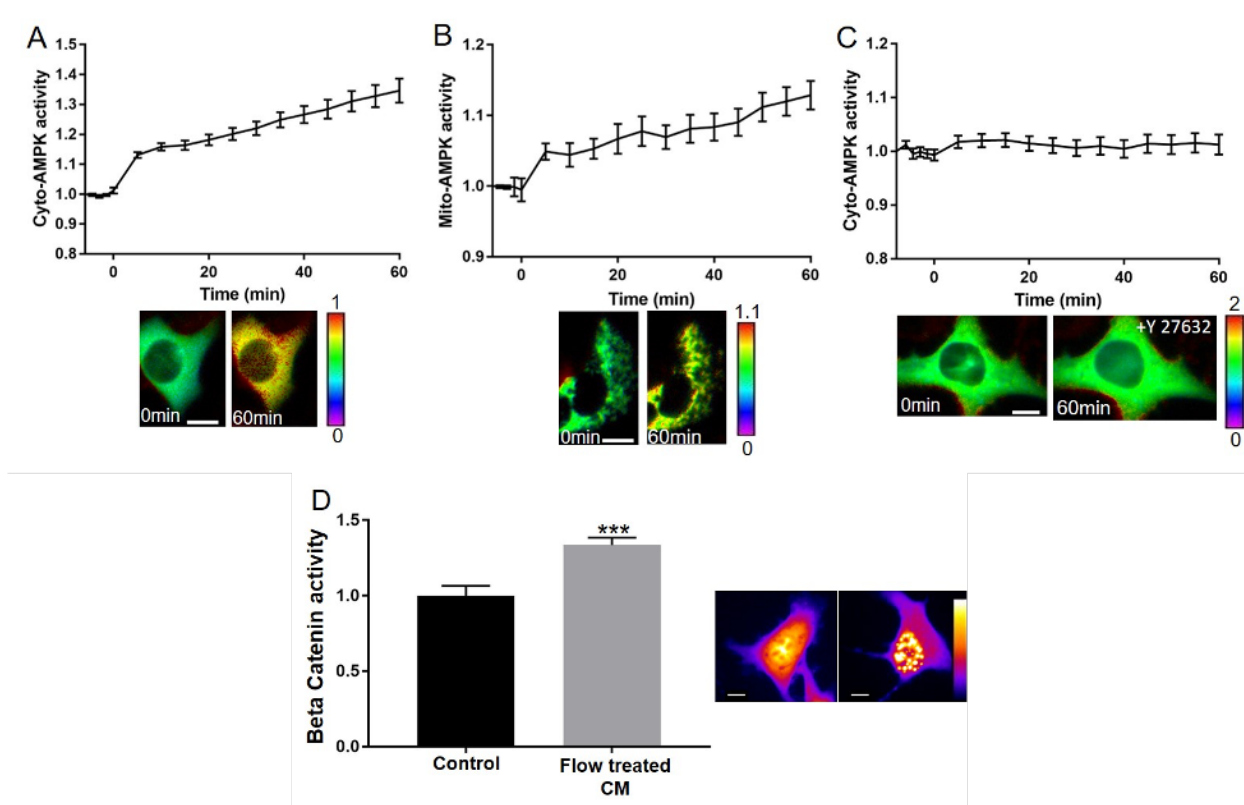 A
1.5
1.4
1.3
1.2
1.1
1.0
0.9
0.8
Cyto-AMPK activity
0 20 40 60
Time (min)
0min
60min
1
0
B
1.2
1.1
1.0
0.9
Mito-AMPK activity
0 20 40 60
Time (min)
0min
60min
1.1
0
C
1.2
1.1
1.0
0.9
0.8
Cyto-AMPK activity
0 20 40 60
Time (min)
0min
+Y 27632
60min
2
0
D
1.5
1.0
0.5
0.0
Beta Catenin activity
***
Control
Flow treated
CM